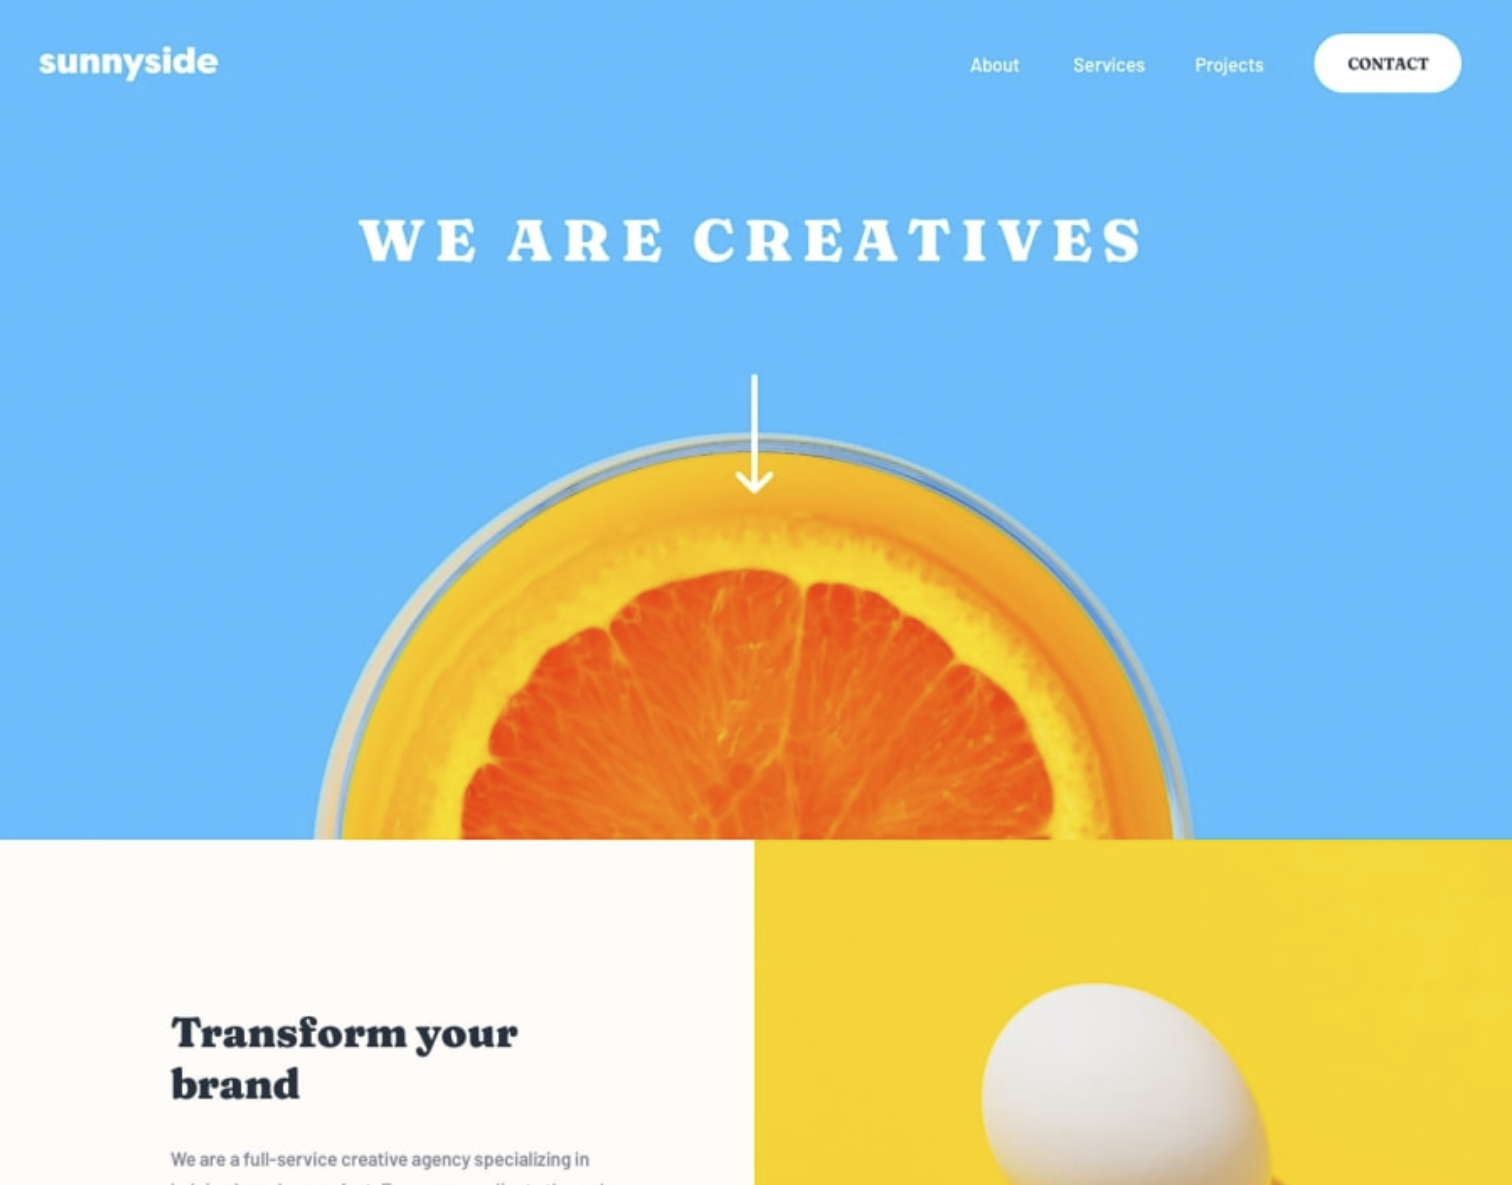 sunnyside
About Services Projects CONTACT
WE ARE CREATIVES
Transform your
brand
We are a full-service creative agency specializing in